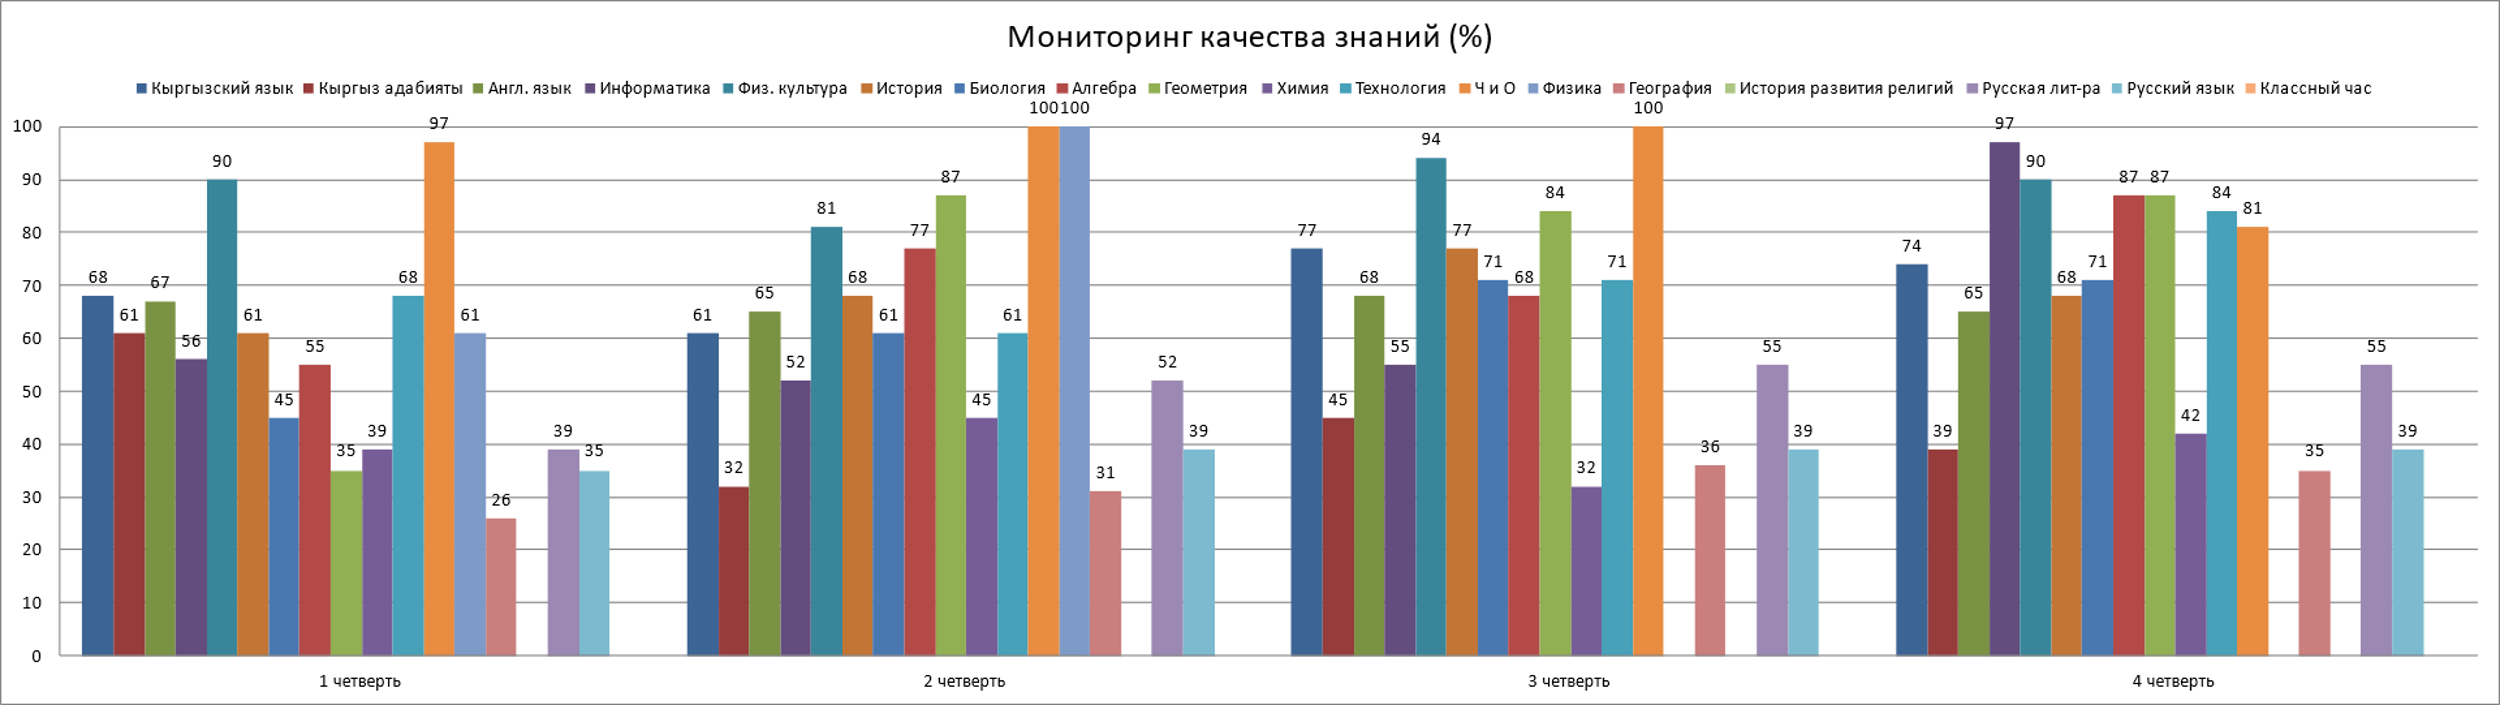 Мониторинг качества знаний (%)
Кыргызский язык Кыргыз адабияты Англ. язык Информатика Физ. культура История Биология Алгебра Геометрия Химия Технология Ч и О Физика География История развития религий Русская лит-ра Русский язык Классный час
100
90
80
70
60
50
40
30
20
10
0
68 61 67 56 90 61 45 55 35 39 68 97 61 26 39 35
61 32 65 52 81 68 61 77 87 45 61 100 100 31 52 39
77 45 68 55 94 77 71 68 84 32 71 100 36 55 39
74 39 65 97 90 68 71 87 87 42 84 81 35 55 39
1 четверть 2 четверть 3 четверть 4 четверть